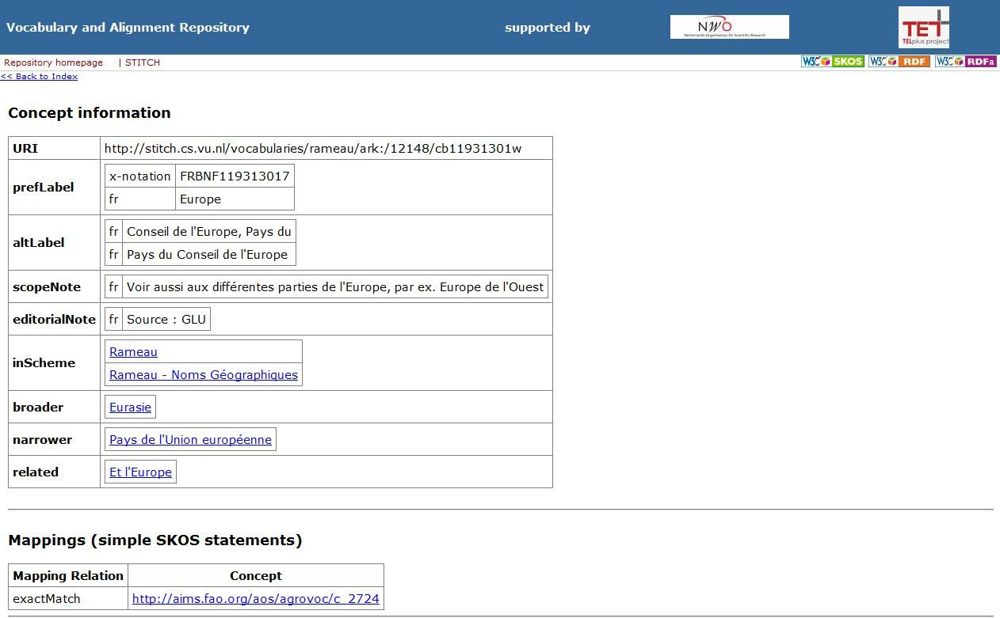 Vocabulary and Alignment Repository supported by NWO Netherlands Organisation for Scientific Research TET TELplus project
Repository homepage | STITCH W3C SKOS W3C RDF W3C RDFa
<< Back to Index
Concept information
URI http://stitch.cs.vu.nl/vocabularies/rameau/ark:/12148/cb11931301w
prefLabel
x-notation FRBNF119313017
fr Europe
altLabel
fr Conseil de l'Europe, Pays du
fr Pays du Conseil de l'Europe
scopeNote fr Voir aussi aux différentes parties de l'Europe, par ex. Europe de l'Ouest
editorialNote fr Source : GLU
inScheme
Rameau
Rameau - Noms Géographiques
broader Eurasie
narrower Pays de l'Union européenne
related Et l'Europe
Mappings (simple SKOS statements)
Mapping Relation Concept
exactMatch http://aims.fao.org/aos/agrovoc/c_2724